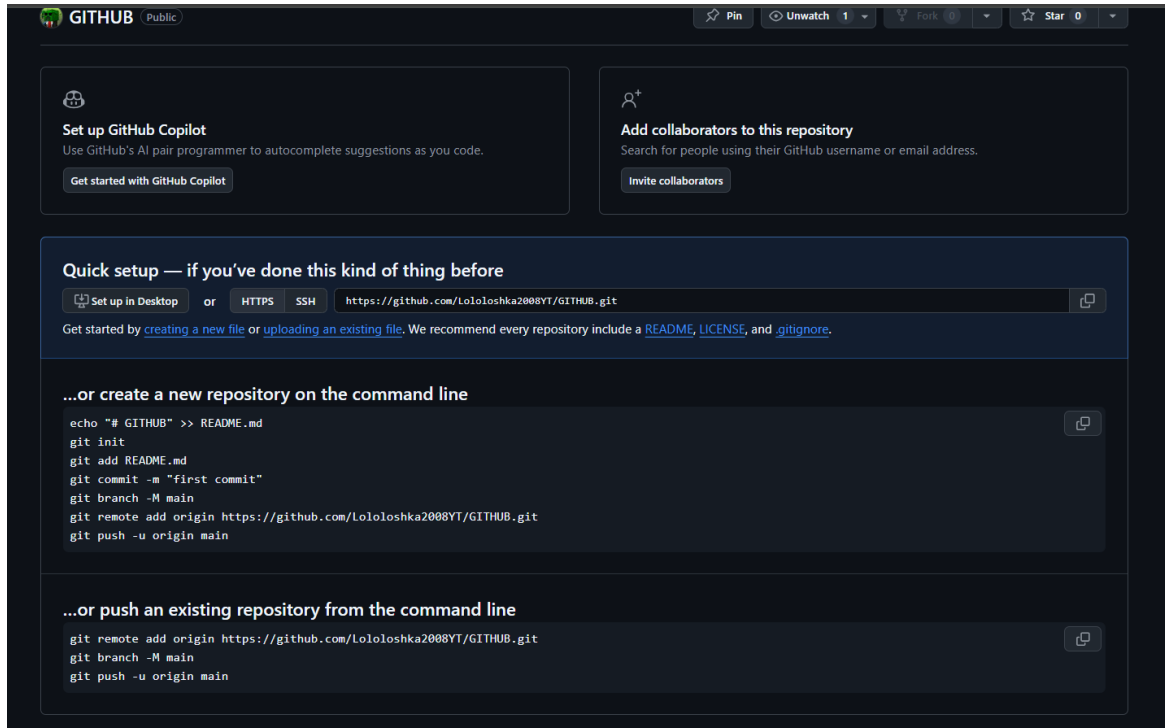 GITHUB Public
Pin Unwatch 1 Fork 0 Star 0
Set up GitHub Copilot
Use GitHub's AI pair programmer to autocomplete suggestions as you code.
Get started with GitHub Copilot
Add collaborators to this repository
Search for people using their GitHub username or email address.
Invite collaborators
Quick setup — if you've done this kind of thing before
Set up in Desktop or HTTPS SSH https://github.com/Lololoshka2008YT/GITHUB.git
Get started by creating a new file or uploading an existing file. We recommend every repository include a README, LICENSE, and .gitignore.
...or create a new repository on the command line
echo "# GITHUB" >> README.md
git init
git add README.md
git commit -m "first commit"
git branch -M main
git remote add origin https://github.com/Lololoshka2008YT/GITHUB.git
git push -u origin main
...or push an existing repository from the command line
git remote add origin https://github.com/Lololoshka2008YT/GITHUB.git
git branch -M main
git push -u origin main